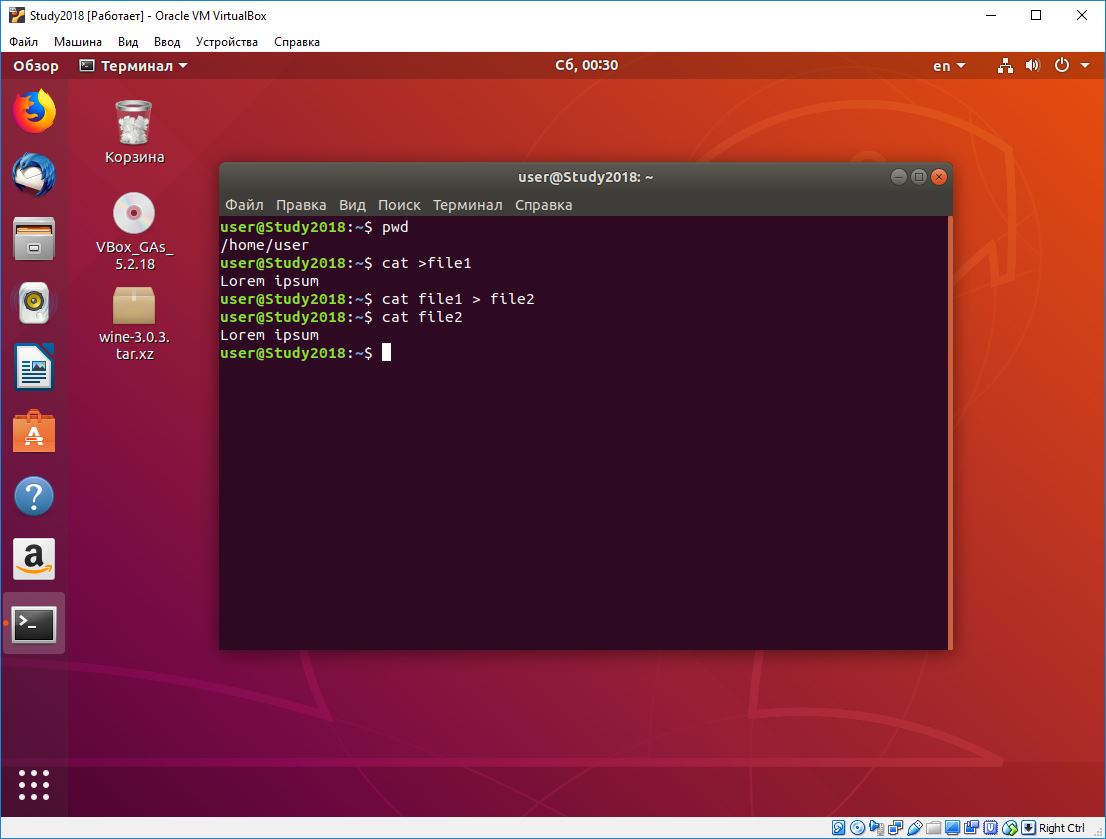 Study2018 [Работает] - Oracle VM VirtualBox
Файл Машина Вид Ввод Устройства Справка
Обзор Терминал Сб, 00:30 en
Корзина
VBox_GAs_
5.2.18
wine-3.0.3.
tar.xz
user@Study2018: ~
Файл Правка Вид Поиск Терминал Справка
user@Study2018:~$ pwd
/home/user
user@Study2018:~$ cat >file1
Lorem ipsum
user@Study2018:~$ cat file1 > file2
user@Study2018:~$ cat file2
Lorem ipsum
user@Study2018:~$
Right Ctrl